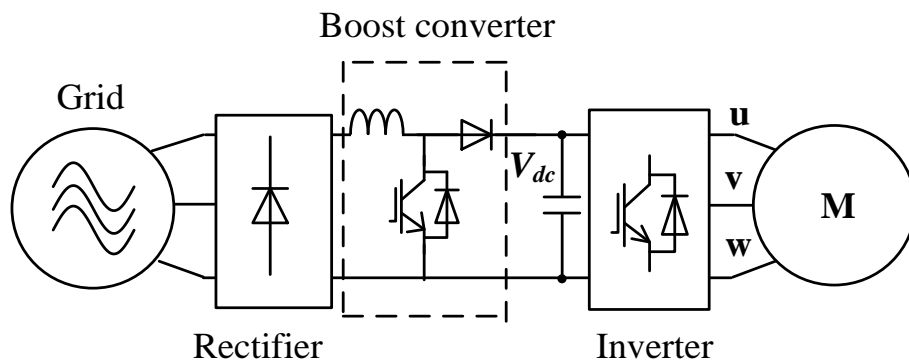 Boost converter
Grid
V_dc
u
v
w
M
Rectifier
Inverter